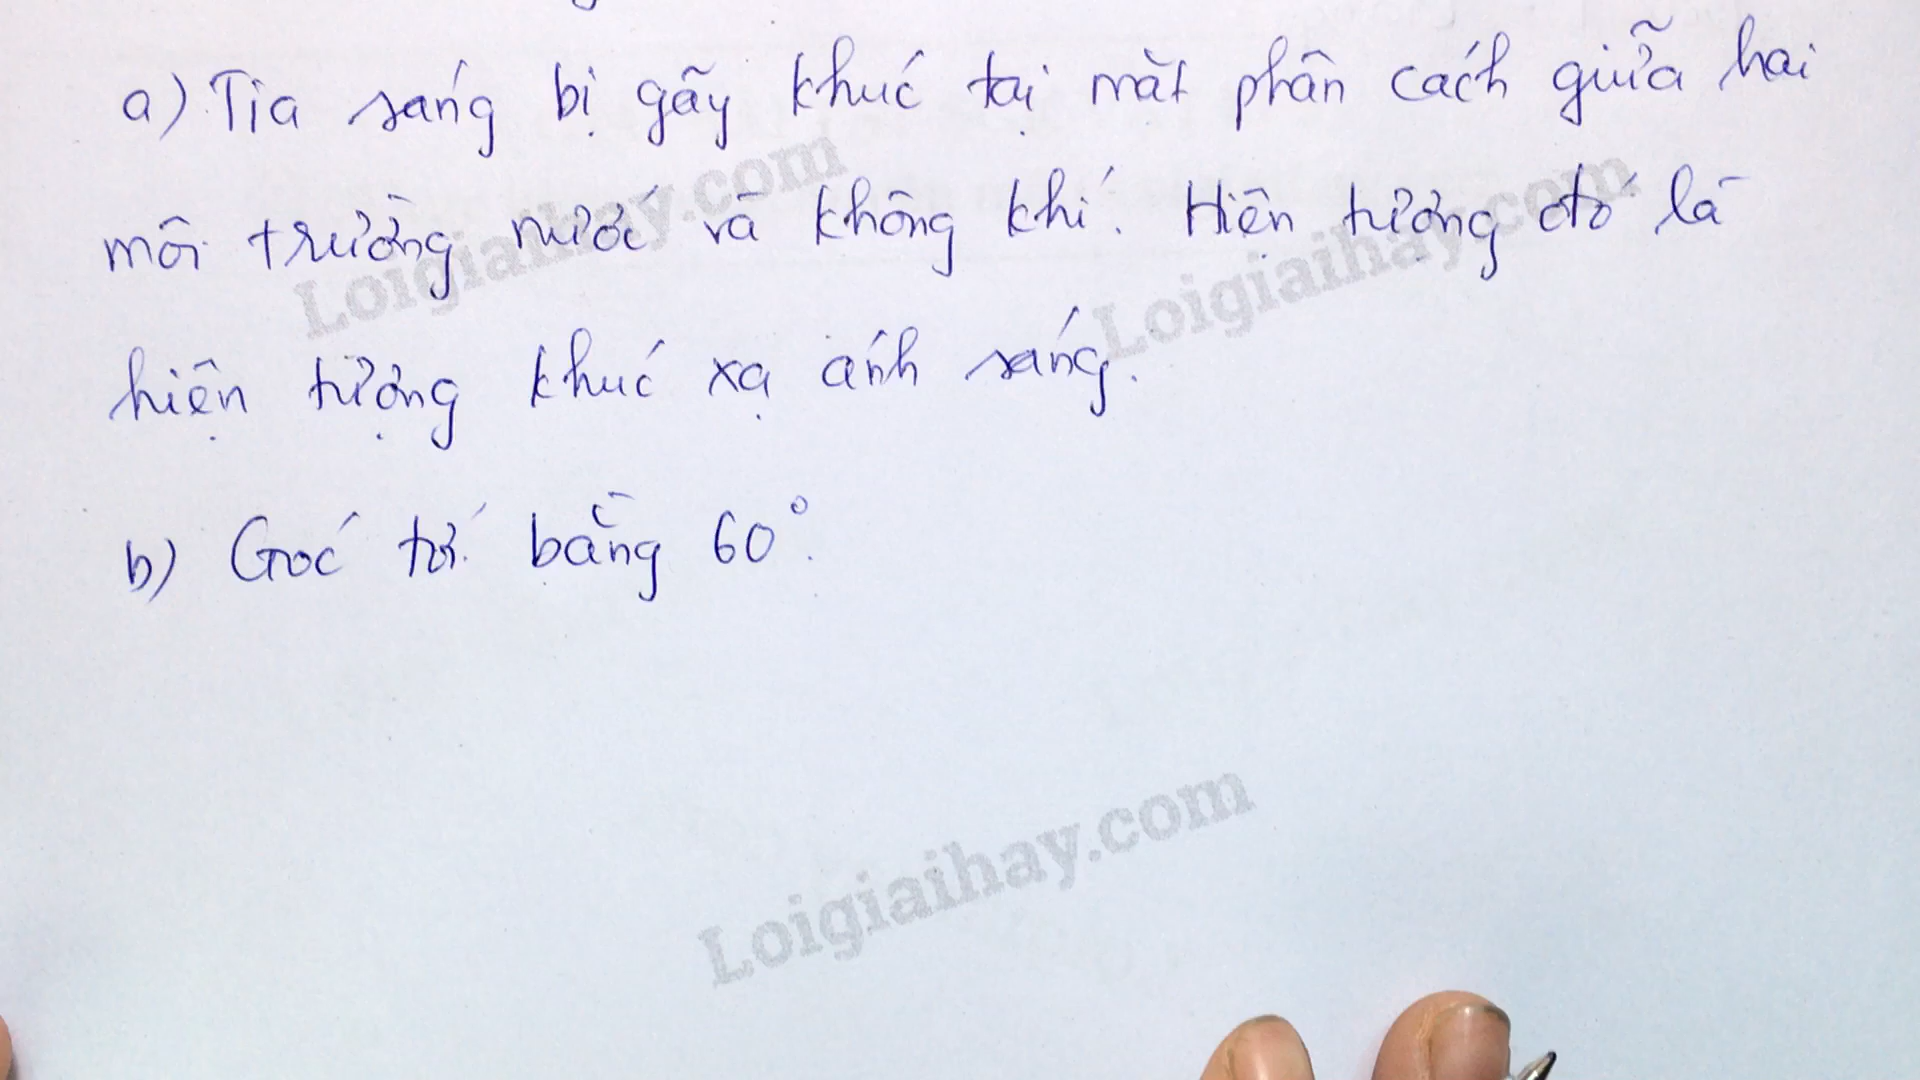 a) Tia sáng bị gãy khúc tại mặt phân cách giữa hai
môi trường nước và không khí. Hiện tượng đó là
hiện tượng khúc xạ ánh sáng.
b) Góc tới bằng 60°.
Loigiaihay.com
Loigiaihay.com
Loigiaihay.com